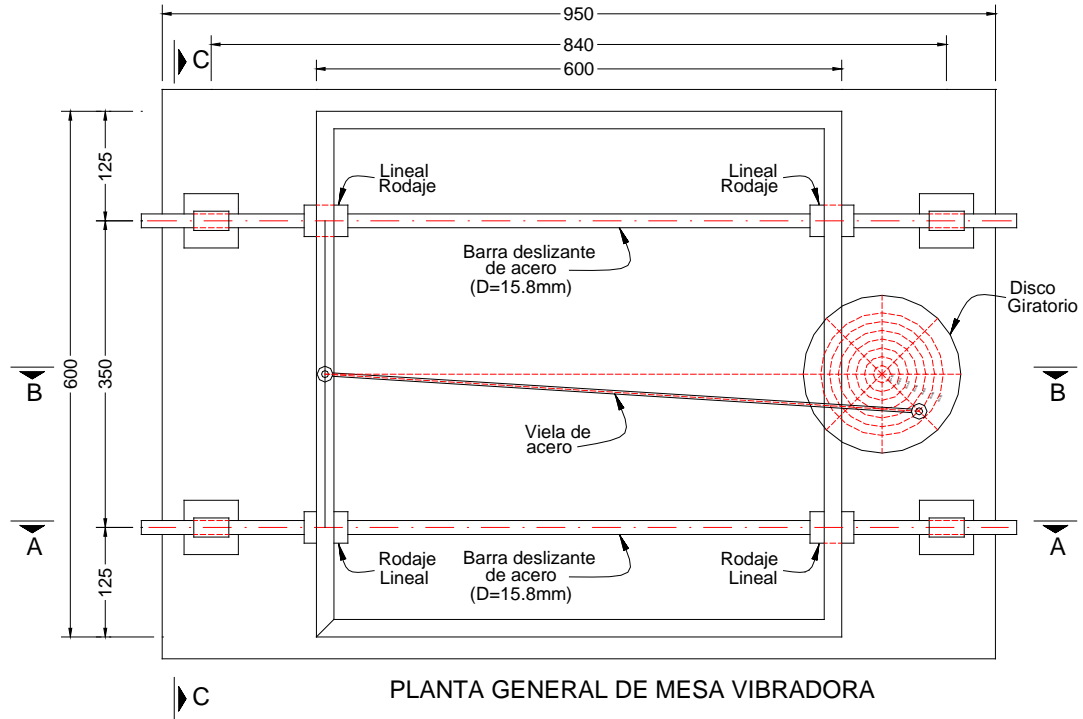 950
840
600
C
125
600
350
125
Lineal
Rodaje
Lineal
Rodaje
Barra deslizante
de acero
(D=15.8mm)
Disco
Giratorio
B
B
Viela de
acero
A
A
Rodaje
Lineal
Barra deslizante
de acero
(D=15.8mm)
Rodaje
Lineal
C
PLANTA GENERAL DE MESA VIBRADORA